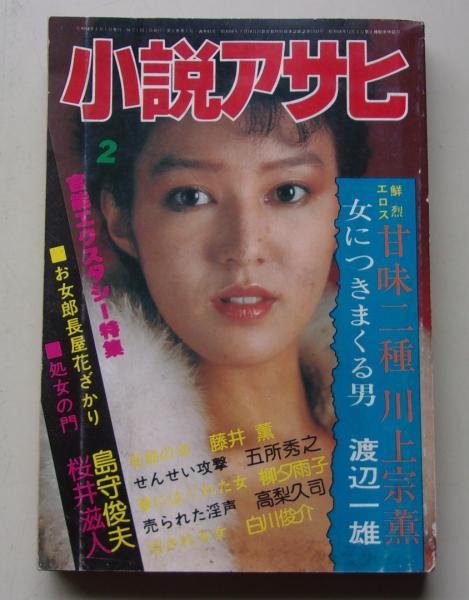 小説アサヒ
2
官能エクスタシー特集
■お女郎長屋花ざかり
島守俊夫
■処女の門
桜井滋人
鮮烈エロス
甘味二種 川上宗薫
女につきまくる男 渡辺一雄
藤井 薫
せんせい攻撃 五所秀之
柳夕雨子
売られた淫声 高梨久司
白川俊介